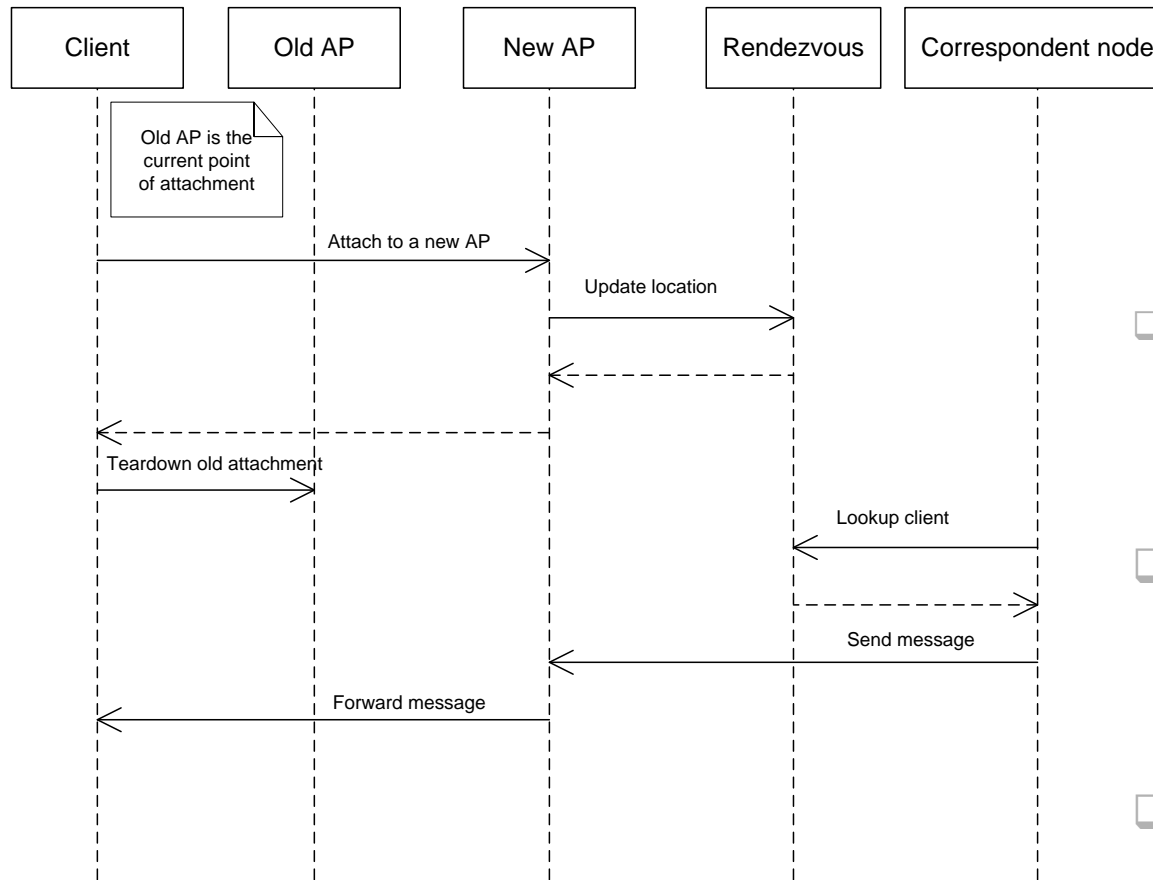 Client
Old AP
New AP
Rendezvous
Correspondent node
Old AP is the
current point
of attachment
Attach to a new AP
Update location
Teardown old attachment
Lookup client
Send message
Forward message